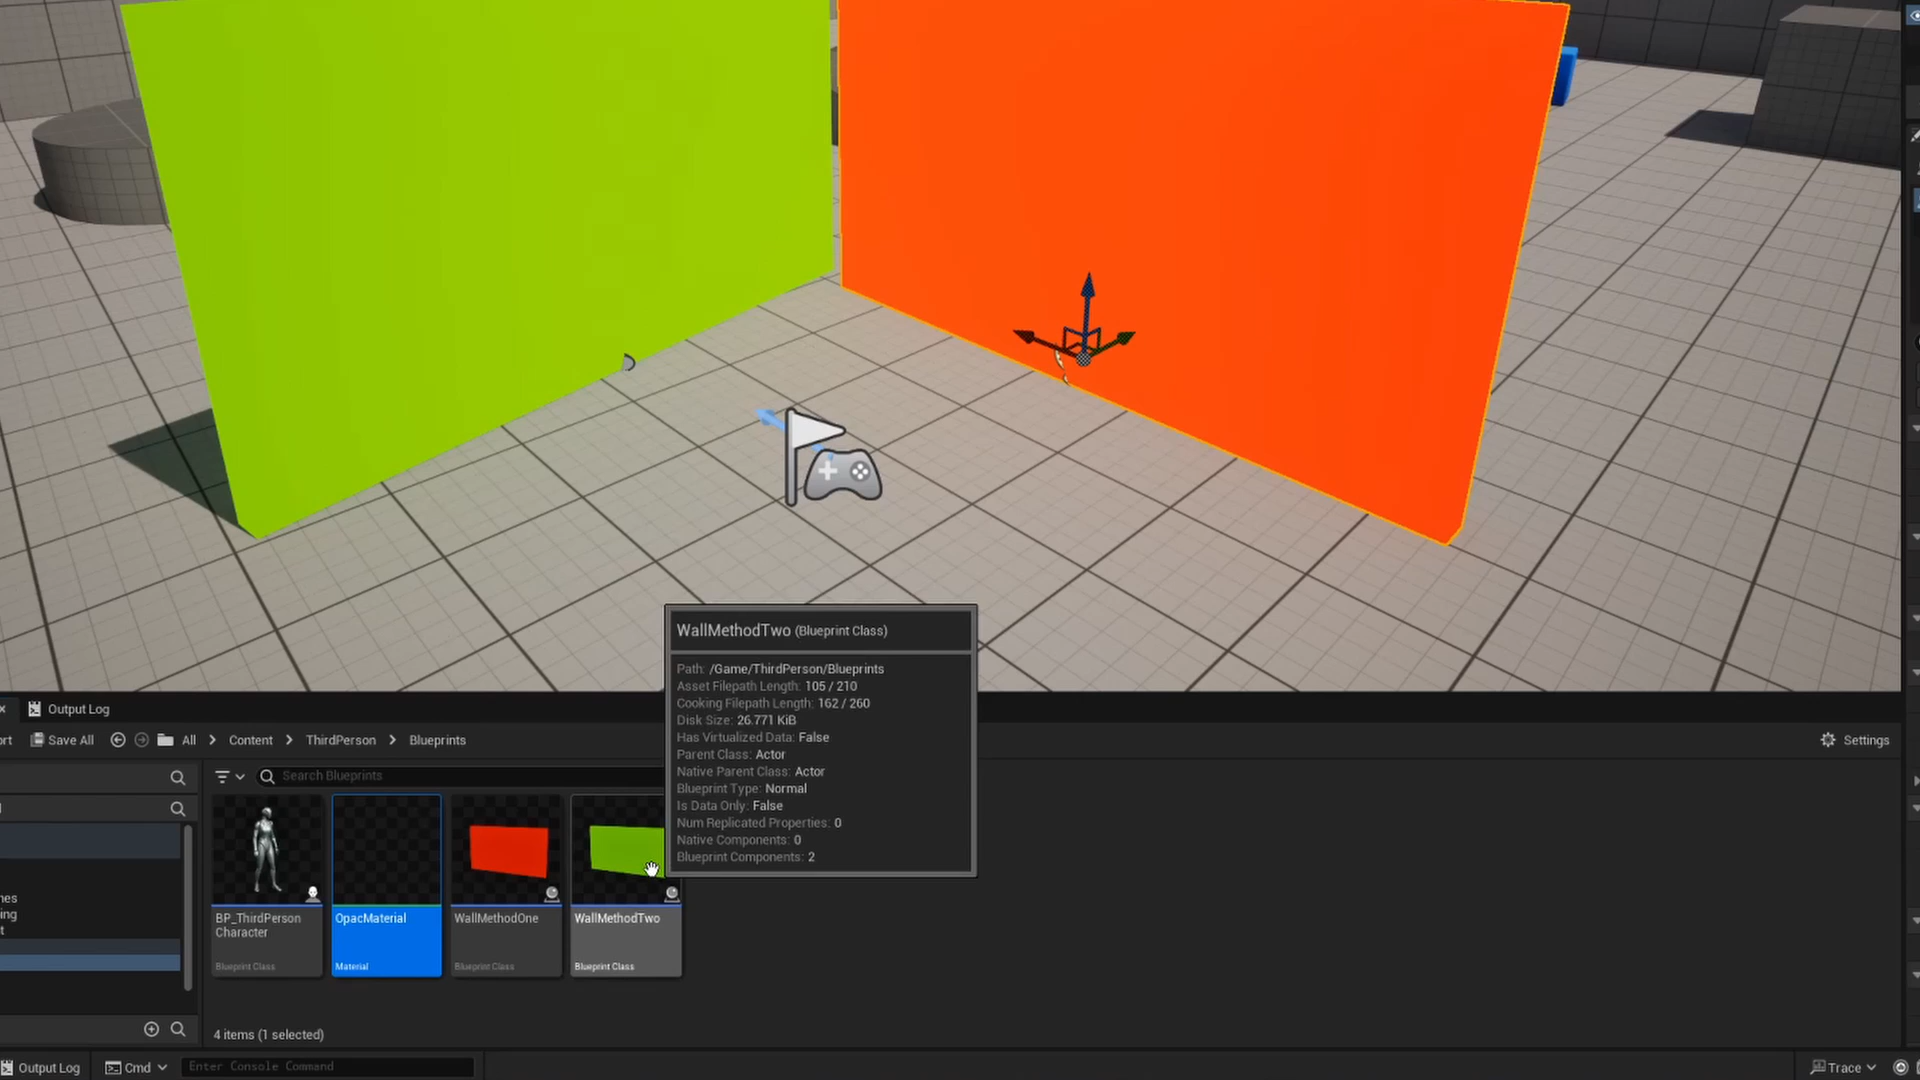 WallMethodTwo (Blueprint Class)
Path: /Game/ThirdPerson/Blueprints
Asset Filepath Length: 105 / 210
Cooking Filepath Length: 162 / 260
Disk Size: 26.771 KiB
Has Virtualized Data: False
Parent Class: Actor
Native Parent Class: Actor
Blueprint Type: Normal
Is Data Only: False
Num Replicated Properties: 0
Native Components: 0
Blueprint Components: 2
Output Log
ort Save All All Content ThirdPerson Blueprints Settings
Search Blueprints
nes
ing
t
BP_ThirdPerson
Character
Blueprint Class
OpacMaterial
Material
WallMethodOne
Blueprint Class
WallMethodTwo
Blueprint Class
4 items (1 selected)
Output Log Cmd Enter Console Command Trace